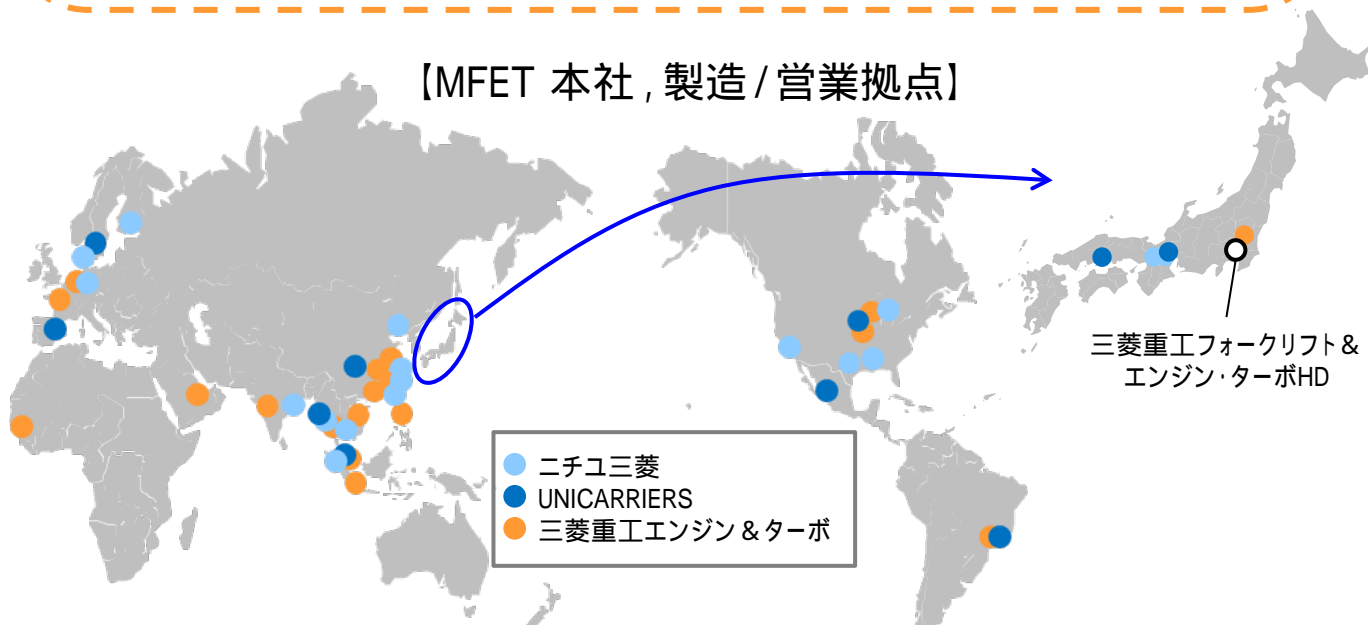 【MFET 本社 , 製造 / 営業拠点】
三菱重工フォークリフト＆
エンジン・ターボHD
ニチユ三菱
UNICARRIERS
三菱重工エンジン＆ターボ